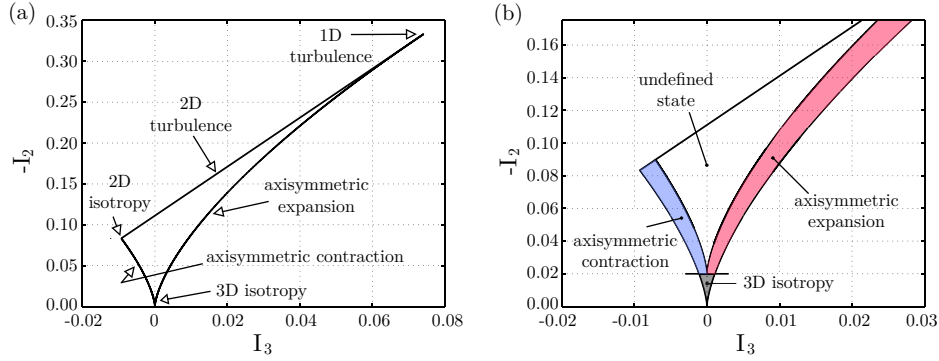 (a)
0.35
0.30
0.25
0.20
0.15
0.10
0.05
0.00
-I2
1D
turbulence
2D
turbulence
2D
isotropy
axisymmetric
expansion
axisymmetric contraction
3D isotropy
-0.02
0
0.02
0.04
0.06
0.08
I3
(b)
0.16
0.14
0.12
0.10
0.08
0.06
0.04
0.02
0.00
-I2
undefined
state
axisymmetric
expansion
axisymmetric
contraction
3D isotropy
-0.02
-0.01
0
0.01
0.02
0.03
I3